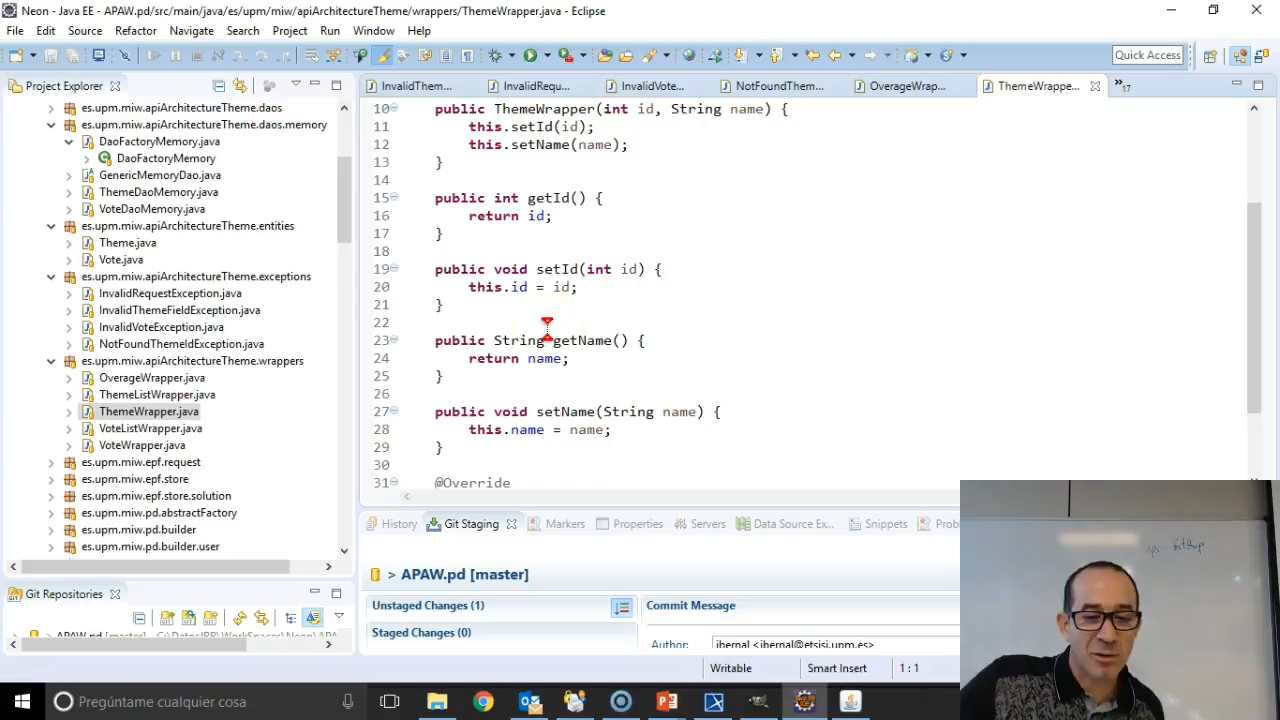 Neon - Java EE - APAW.pd/src/main/java/es/upm/miw/apiArchitectureTheme/wrappers/ThemeWrapper.java - Eclipse
File Edit Source Refactor Navigate Search Project Run Window Help
Quick Access
Project Explorer
InvalidThem... InvalidRequ... InvalidVote... NotFoundThem... OverageWrap... ThemeWrappe... 17
es.upm.miw.apiArchitectureTheme.daos
es.upm.miw.apiArchitectureTheme.daos.memory
DaoFactoryMemory.java
DaoFactoryMemory
GenericMemoryDao.java
ThemeDaoMemory.java
VoteDaoMemory.java
es.upm.miw.apiArchitectureTheme.entities
Theme.java
Vote.java
es.upm.miw.apiArchitectureTheme.exceptions
InvalidRequestException.java
InvalidThemeFieldException.java
InvalidVoteException.java
NotFoundThemeIdException.java
es.upm.miw.apiArchitectureTheme.wrappers
OverageWrapper.java
ThemeListWrapper.java
ThemeWrapper.java
VoteListWrapper.java
VoteWrapper.java
es.upm.miw.epf.request
es.upm.miw.epf.store
es.upm.miw.epf.store.solution
es.upm.miw.pd.abstractFactory
es.upm.miw.pd.builder
es.upm.miw.pd.builder.user
10 public ThemeWrapper(int id, String name) {
11 this.setId(id);
12 this.setName(name);
13 }
14
15 public int getId() {
16 return id;
17 }
18
19 public void setId(int id) {
20 this.id = id;
21 }
22
23 public String getName() {
24 return name;
25 }
26
27 public void setName(String name) {
28 this.name = name;
29 }
30
31 @Override
History Git Staging Markers Properties Servers Data Source Ex... Snippets Prob
> APAW.pd [master]
Unstaged Changes (1)
Commit Message
Staged Changes (0)
Author: jbernal <jbernal@etsisi.upm.es>
Git Repositories
APAW.pd [master]
Writable Smart Insert 1 : 1
Pregúntame cualquier cosa